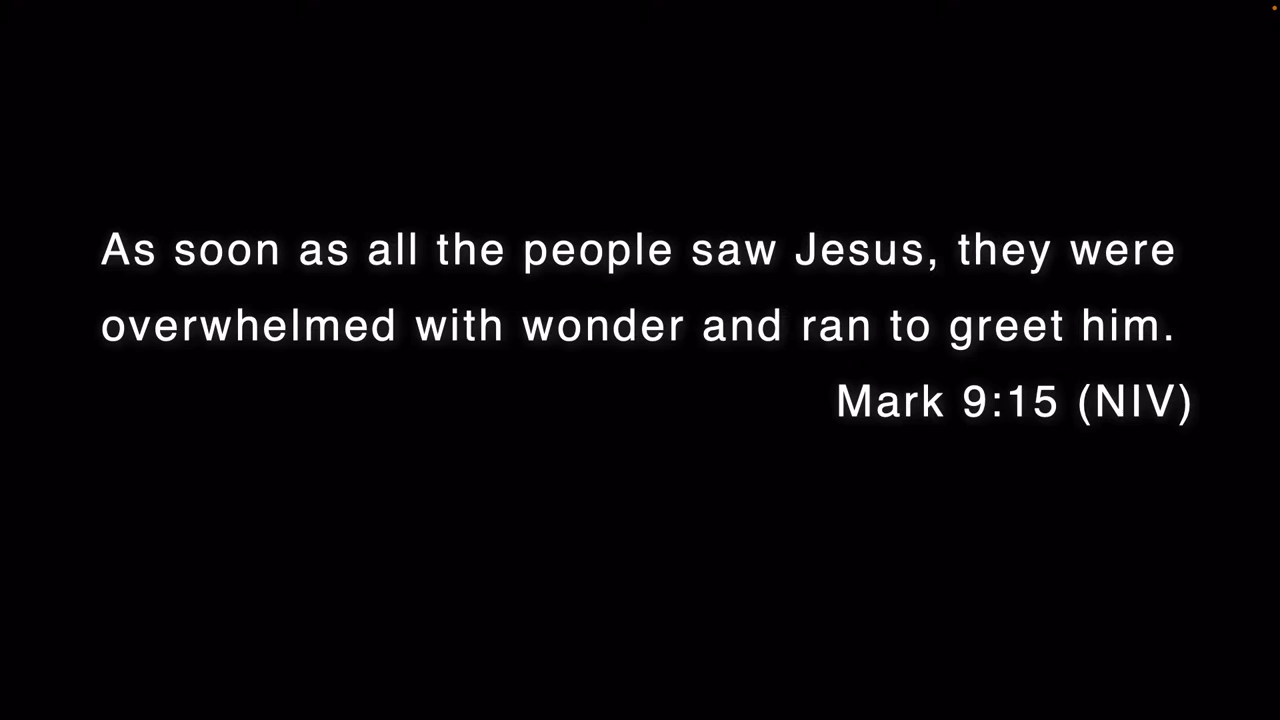 As soon as all the people saw Jesus, they were
overwhelmed with wonder and ran to greet him.
Mark 9:15 (NIV)